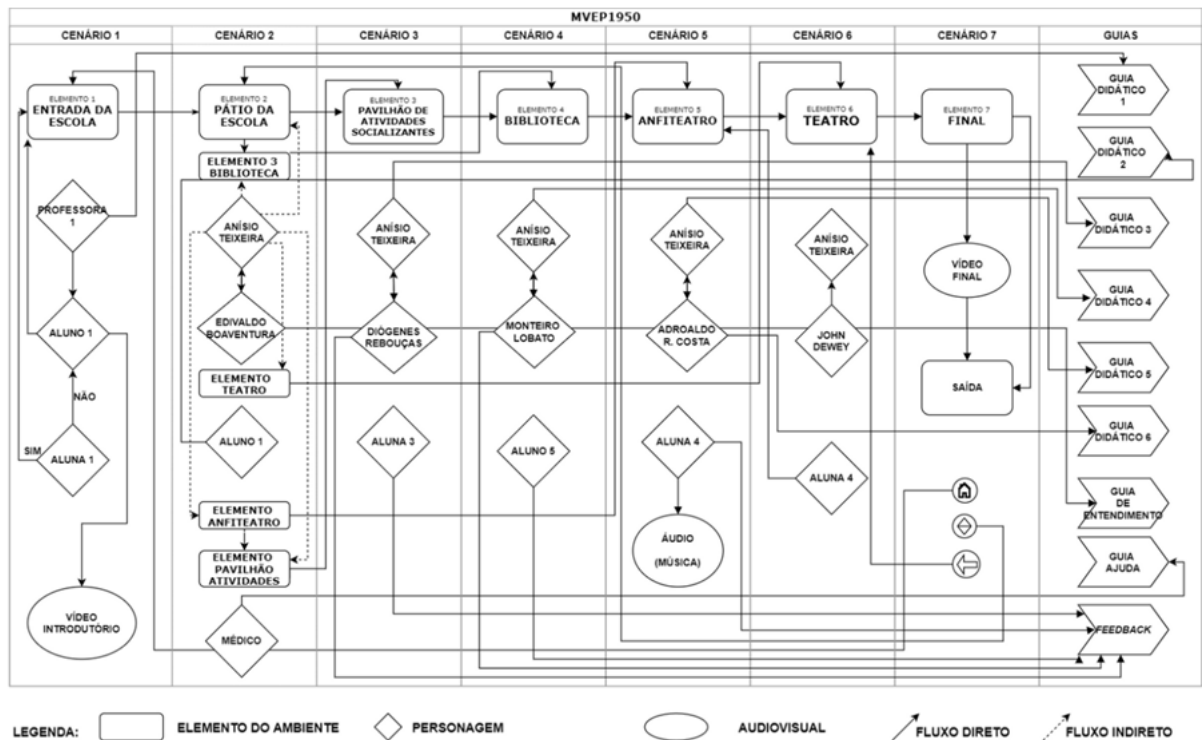 MVEP1950
CENÁRIO 1
CENÁRIO 2
CENÁRIO 3
CENÁRIO 4
CENÁRIO 5
CENÁRIO 6
CENÁRIO 7
GUIAS
ELEMENTO 1
ENTRADA DA
ESCOLA
PROFESSORA
1
ALUNO 1
NÃO
SIM
ALUNA 1
VÍDEO
INTRODUTÓRIO
ELEMENTO 2
PÁTIO DA
ESCOLA
ELEMENTO 3
BIBLIOTECA
ANÍSIO
TEIXEIRA
EDIVALDO
BOAVENTURA
ELEMENTO
TEATRO
ALUNO 1
ELEMENTO
ANFITEATRO
ELEMENTO
PAVILHÃO
ATIVIDADES
MÉDICO
ELEMENTO 3
PAVILHÃO DE
ATIVIDADES
SOCIALIZANTES
ANÍSIO
TEIXEIRA
DIÓGENES
REBOUÇAS
ALUNA 3
ELEMENTO 4
BIBLIOTECA
ANÍSIO
TEIXEIRA
MONTEIRO
LOBATO
ALUNO 5
ELEMENTO 5
ANFITEATRO
ANÍSIO
TEIXEIRA
ADROALDO
R. COSTA
ALUNA 4
ÁUDIO
(MÚSICA)
ELEMENTO 6
TEATRO
ANÍSIO
TEIXEIRA
JOHN
DEWEY
ALUNA 4
ELEMENTO 7
FINAL
VÍDEO
FINAL
SAÍDA
GUIA
DIDÁTICO
1
GUIA
DIDÁTICO
2
GUIA
DIDÁTICO 3
GUIA
DIDÁTICO 4
GUIA
DIDÁTICO 5
GUIA
DIDÁTICO 6
GUIA
DE
ENTENDIMENTO
GUIA
AJUDA
FEEDBACK
LEGENDA:
ELEMENTO DO AMBIENTE
PERSONAGEM
AUDIOVISUAL
FLUXO DIRETO
FLUXO INDIRETO